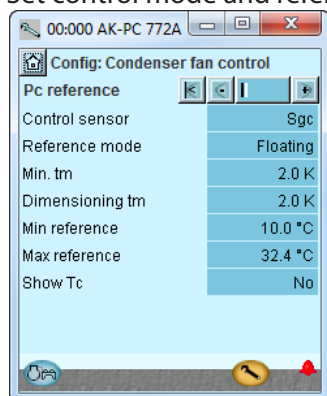 Set control mode and refer
00:000 AK-PC 772A
Config: Condenser fan control
Pc reference
Control sensor Sgc
Reference mode Floating
Min. tm 2.0 K
Dimensioning tm 2.0 K
Min reference 10.0 °C
Max reference 32.4 °C
Show Tc No